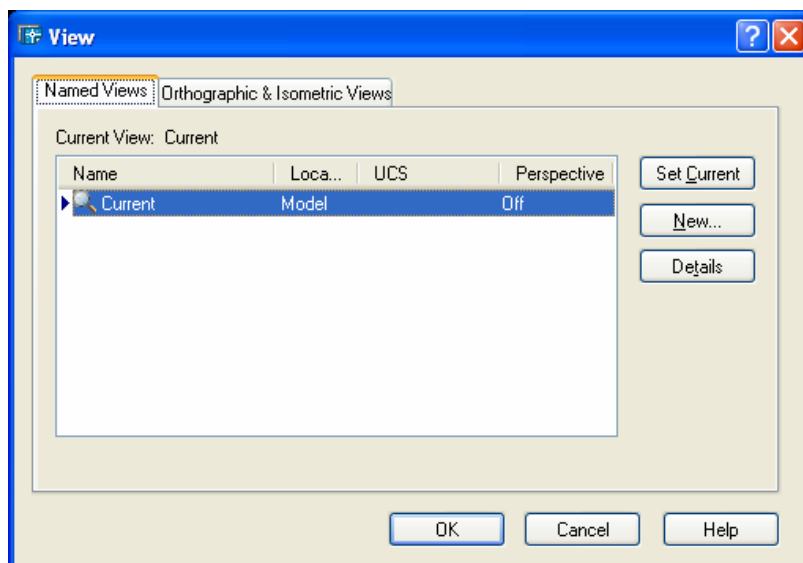 View
Named Views Orthographic & Isometric Views
Current View: Current
Name Loca... UCS Perspective
Current Model Off
Set Current
New...
Details
OK Cancel Help